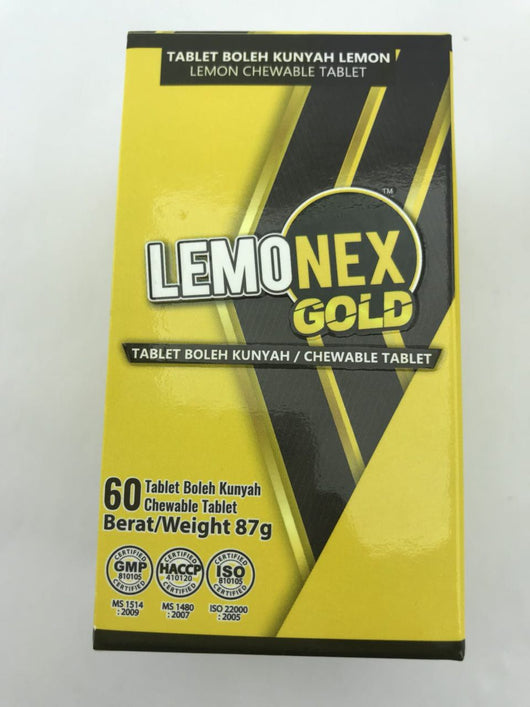 TABLET BOLEH KUNYAH LEMON
LEMON CHEWABLE TABLET
TM
LEMONEX
GOLD
TABLET BOLEH KUNYAH / CHEWABLE TABLET
60 Tablet Boleh Kunyah
Chewable Tablet
Berat/Weight 87g
CERTIFIED CERTIFIED CERTIFIED
GMP HACCP ISO
810105 410120 810105
CERTIFIED CERTIFIED CERTIFIED
MS 1514 MS 1480 ISO 22000
: 2009 : 2007 : 2005